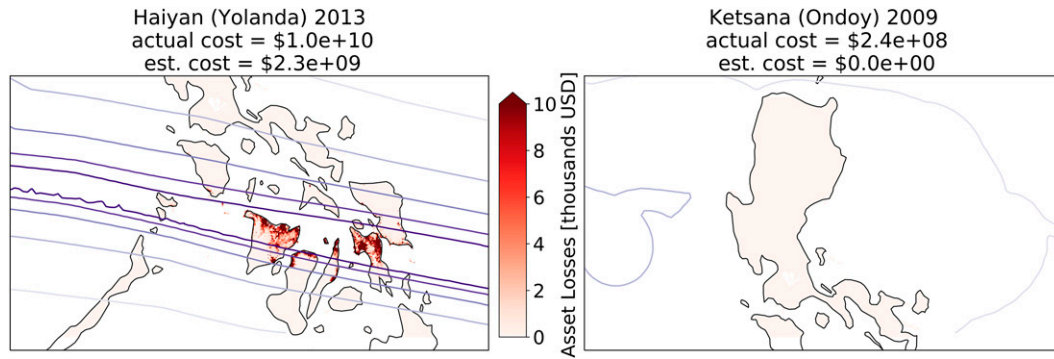 Haiyan (Yolanda) 2013
actual cost = $1.0e+10
est. cost = $2.3e+09
10
8
6
4
2
0
Asset Losses [thousands USD]
Ketsana (Ondoy) 2009
actual cost = $2.4e+08
est. cost = $0.0e+00